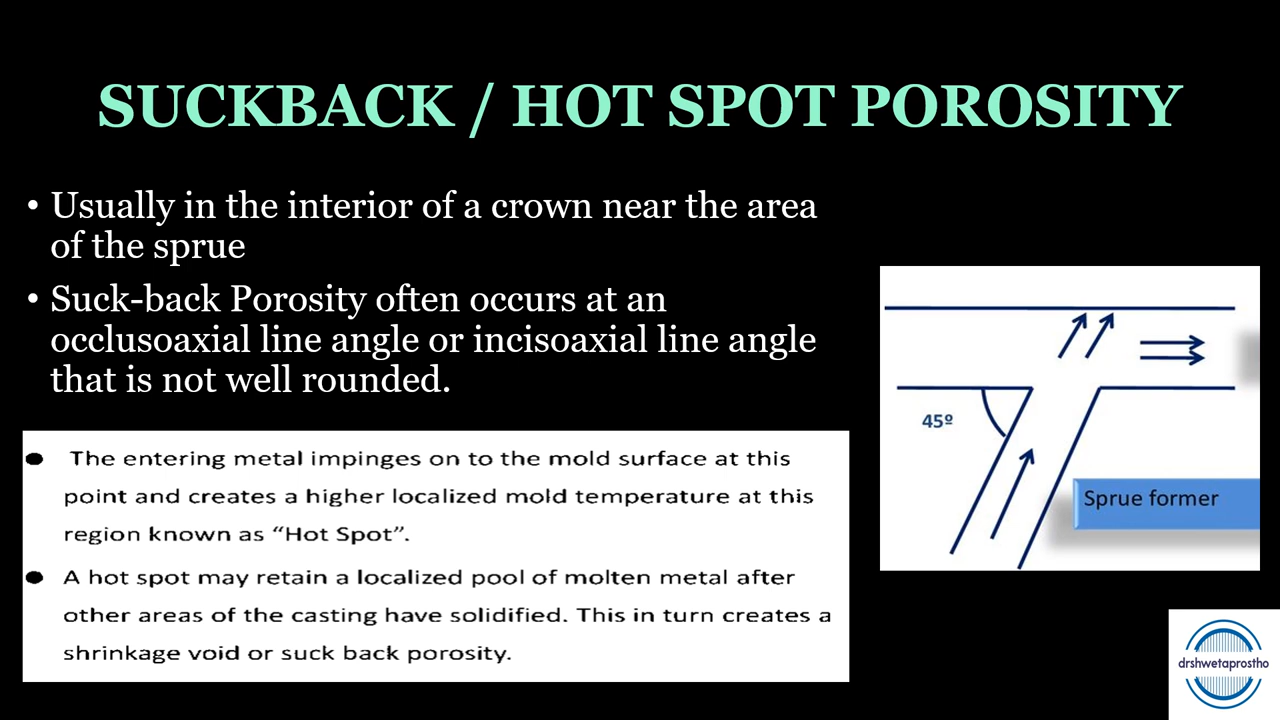 SUCKBACK / HOT SPOT POROSITY
• Usually in the interior of a crown near the area
of the sprue
• Suck-back Porosity often occurs at an
occlusoaxial line angle or incisoaxial line angle
that is not well rounded.
● The entering metal impinges on to the mold surface at this
point and creates a higher localized mold temperature at this
region known as “Hot Spot”.
● A hot spot may retain a localized pool of molten metal after
other areas of the casting have solidified. This in turn creates a
shrinkage void or suck back porosity.
45º
Sprue former
drshwetaprostho